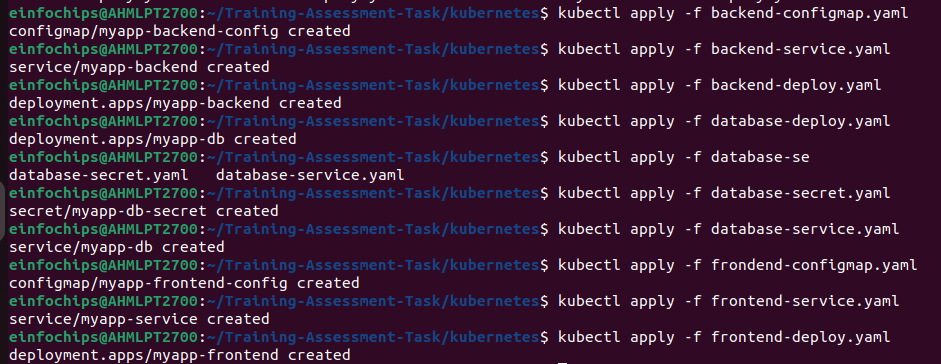 einfochips@AHMLPT2700:~/Training-Assessment-Task/kubernetes$ kubectl apply -f backend-configmap.yaml
configmap/myapp-backend-config created
einfochips@AHMLPT2700:~/Training-Assessment-Task/kubernetes$ kubectl apply -f backend-service.yaml
service/myapp-backend created
einfochips@AHMLPT2700:~/Training-Assessment-Task/kubernetes$ kubectl apply -f backend-deploy.yaml
deployment.apps/myapp-backend created
einfochips@AHMLPT2700:~/Training-Assessment-Task/kubernetes$ kubectl apply -f database-deploy.yaml
deployment.apps/myapp-db created
einfochips@AHMLPT2700:~/Training-Assessment-Task/kubernetes$ kubectl apply -f database-se
database-secret.yaml   database-service.yaml
einfochips@AHMLPT2700:~/Training-Assessment-Task/kubernetes$ kubectl apply -f database-secret.yaml
secret/myapp-db-secret created
einfochips@AHMLPT2700:~/Training-Assessment-Task/kubernetes$ kubectl apply -f database-service.yaml
service/myapp-db created
einfochips@AHMLPT2700:~/Training-Assessment-Task/kubernetes$ kubectl apply -f frondend-configmap.yaml
configmap/myapp-frontend-config created
einfochips@AHMLPT2700:~/Training-Assessment-Task/kubernetes$ kubectl apply -f frontend-service.yaml
service/myapp-service created
einfochips@AHMLPT2700:~/Training-Assessment-Task/kubernetes$ kubectl apply -f frontend-deploy.yaml
deployment.apps/myapp-frontend created